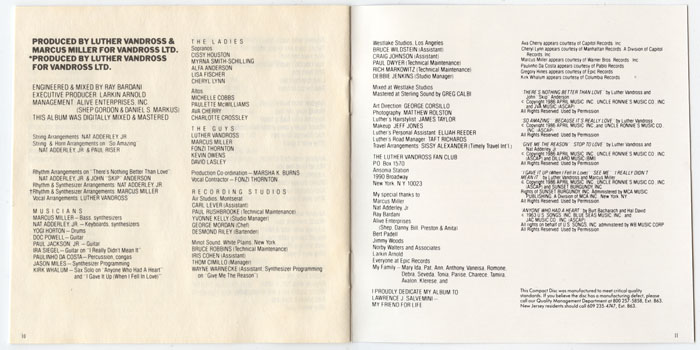 PRODUCED BY LUTHER VANDROSS &
MARCUS MILLER FOR VANDROSS LTD.
*PRODUCED BY LUTHER VANDROSS
FOR VANDROSS LTD.
ENGINEERED & MIXED BY RAY BARDANI
EXECUTIVE PRODUCER: LARKIN ARNOLD
MANAGEMENT: ALIVE ENTERPRISES, INC.
(SHEP GORDON & DANIEL S. MARKUS)
THIS ALBUM WAS DIGITALLY MIXED & MASTERED
String Arrangements: NAT ADDERLEY JR.
String & Horn Arrangements on "So Amazing"
NAT ADDERLEY JR. & PAUL RISER
Rhythm Arrangements on "There's Nothing Better Than Love"
NAT ADDERLEY JR. & JOHN "SKIP" ANDERSON
Rhythm & Synthesizer Arrangements: NAT ADDERLEY JR.
Rhythm & Synthesizer Arrangements: MARCUS MILLER
Vocal Arrangements: LUTHER VANDROSS
MUSICIANS
MARCUS MILLER – Bass, synthesizers
NAT ADDERLEY JR. – Keyboards, synthesizers
YOGI HORTON – Drums
DOC POWELL – Guitar
PAUL JACKSON JR. – Guitar
IRA SIEGEL – Guitar on "I Really Didn't Mean It"
PAULINHO DA COSTA – Percussion, congas
JASON MILES – Synthesizer Programming
KIRK WHALUM – Sax Solo on "Anyone Who Had A Heart"
and "I Gave It Up (When I Fell In Love)"
10
THE LADIES
Sopranos
CISSY HOUSTON
MYRNA SMITH-SCHILLING
ALFA ANDERSON
LISA FISCHER
CHERYL LYNN
Altos
MICHELLE COBBS
PAULETTE McWILLIAMS
AVA CHERRY
CHARLOTTE CROSSLEY
THE GUYS
LUTHER VANDROSS
MARCUS MILLER
FONZI THORNTON
KEVIN OWENS
DAVID LASLEY
Production Co-ordination – MARSHA K. BURNS
Vocal Contractor – FONZI THORNTON
RECORDING STUDIOS
Air Studios, Montserrat
CARL LEVER (Assistant)
PAUL RUSHBROOKE (Technical Maintenance)
YVONNE KELLY (Studio Manager)
GEORGE MORDAN (Chef)
DESMOND RILEY (Bartender)
Minor Sound, White Plains, New York
BRUCE ROBBINS (Technical Maintenance)
IRIS COHEN (Assistant)
THOM CIMILLO (Manager)
WAYNE WARNECKE (Assistant, Synthesizer Programming
on "Give Me The Reason")
Westlake Studios, Los Angeles
BRUCE WILDSTEIN (Assistant)
CRAIG JOHNSON (Assistant)
PAUL DWYER (Technical Maintenance)
RICH MARKOWITZ (Technical Maintenance)
DEBBIE JENKINS (Studio Manager)
Mixed at Westlake Studios
Mastered at Sterling Sound by GREG CALBI
Art Direction: GEORGE CORSILLO
Photography: MATTHEW ROLSTON
Luther's Hairstylist: JAMES TAYLOR
Makeup: JEFF JONES
Luther's Personal Assistant: ELIJAH REEDER
Luther's Road Manager: TAFT RICHARDS
Travel Arrangements: SISSY ALEXANDER (Timely Travel Int'l.)
THE LUTHER VANDROSS FAN CLUB
PO Box 1570
Ansonia Station
1990 Broadway
New York, N.Y. 10023
My special thanks to
Marcus Miller
Nat Adderley Jr.
Ray Bardani
Alive Enterprises
(Shep, Danny, Bill, Preston & Anita)
Bert Padell
Jimmy Woods
Norby Walters and Associates
Larkin Arnold
Everyone at Epic Records
My Family – Mary Ida, Pat, Ann, Anthony, Vanersia, Romone,
Debra, Seveda, Tonia, Parise, Charece, Tamira,
Avalon, Klerese, and
I PROUDLY DEDICATE MY ALBUM TO
LAWRENCE J. SALVEMINI –
MY FRIEND FOR LIFE
Ava Cherry appears courtesy of Capitol Records, Inc.
Cheryl Lynn appears courtesy of Manhattan Records, A Division of Capitol
Records, Inc.
Marcus Miller appears courtesy of Warner Bros. Records, Inc.
Paulinho Da Costa appears courtesy of Pablo Records
Gregory Hines appears courtesy of Epic Records
Kirk Whalum appears courtesy of Columbia Records
"THERE'S NOTHING BETTER THAN LOVE" by Luther Vandross and
John "Skip" Anderson
© Copyright 1986 APRIL MUSIC, INC. UNCLE RONNIE'S MUSIC CO. INC.
All Rights Reserved. Used by Permission
"SO AMAZING" "BECAUSE IT'S REALLY LOVE" by Luther Vandross
© Copyright 1986 APRIL MUSIC, INC. UNCLE RONNIE'S MUSIC CO. INC.
(ASCAP)
All Rights Reserved. Used by Permission
"GIVE ME THE REASON" "STOP TO LOVE" by Luther Vandross and
Nat Adderley Jr.
© Copyright 1986 APRIL MUSIC INC. UNCLE RONNIE'S MUSIC CO. INC.
(ASCAP) and DILLARD MUSIC (BMI)
All Rights Reserved. Used by Permission
"I GAVE IT UP (WHEN I FELL IN LOVE)" "SEE ME" "I REALLY DIDN'T
MEAN IT" by Luther Vandross and Marcus Miller
© Copyright 1986 APRIL MUSIC, INC. UNCLE RONNIE'S MUSIC CO. INC.
(ASCAP) and SUNSET BURGUNDY, INC.
Rights of SUNSET BURGUNDY, INC. Administered by MCA MUSIC
PUBLISHING, A Division of MCA INC., New York, NY
All Rights Reserved. Used by Permission
"ANYONE WHO HAD A HEART" by Burt Bacharach and Hal David
© 1963 U.S. SONGS, INC. BLUE SEAS MUSIC, INC. and
JAC MUSIC CO. INC. (ASCAP)
All rights on behalf of U.S. SONGS, INC. administered by WB MUSIC CORP.
All Rights Reserved. Used by Permission
This Compact Disc was manufactured to meet critical quality
standards. If you believe the disc has a manufacturing defect, please
call our Quality Management Department at 800 257-5858, Ext. 863.
New Jersey residents should call 609 235-4747, Ext. 863.
11